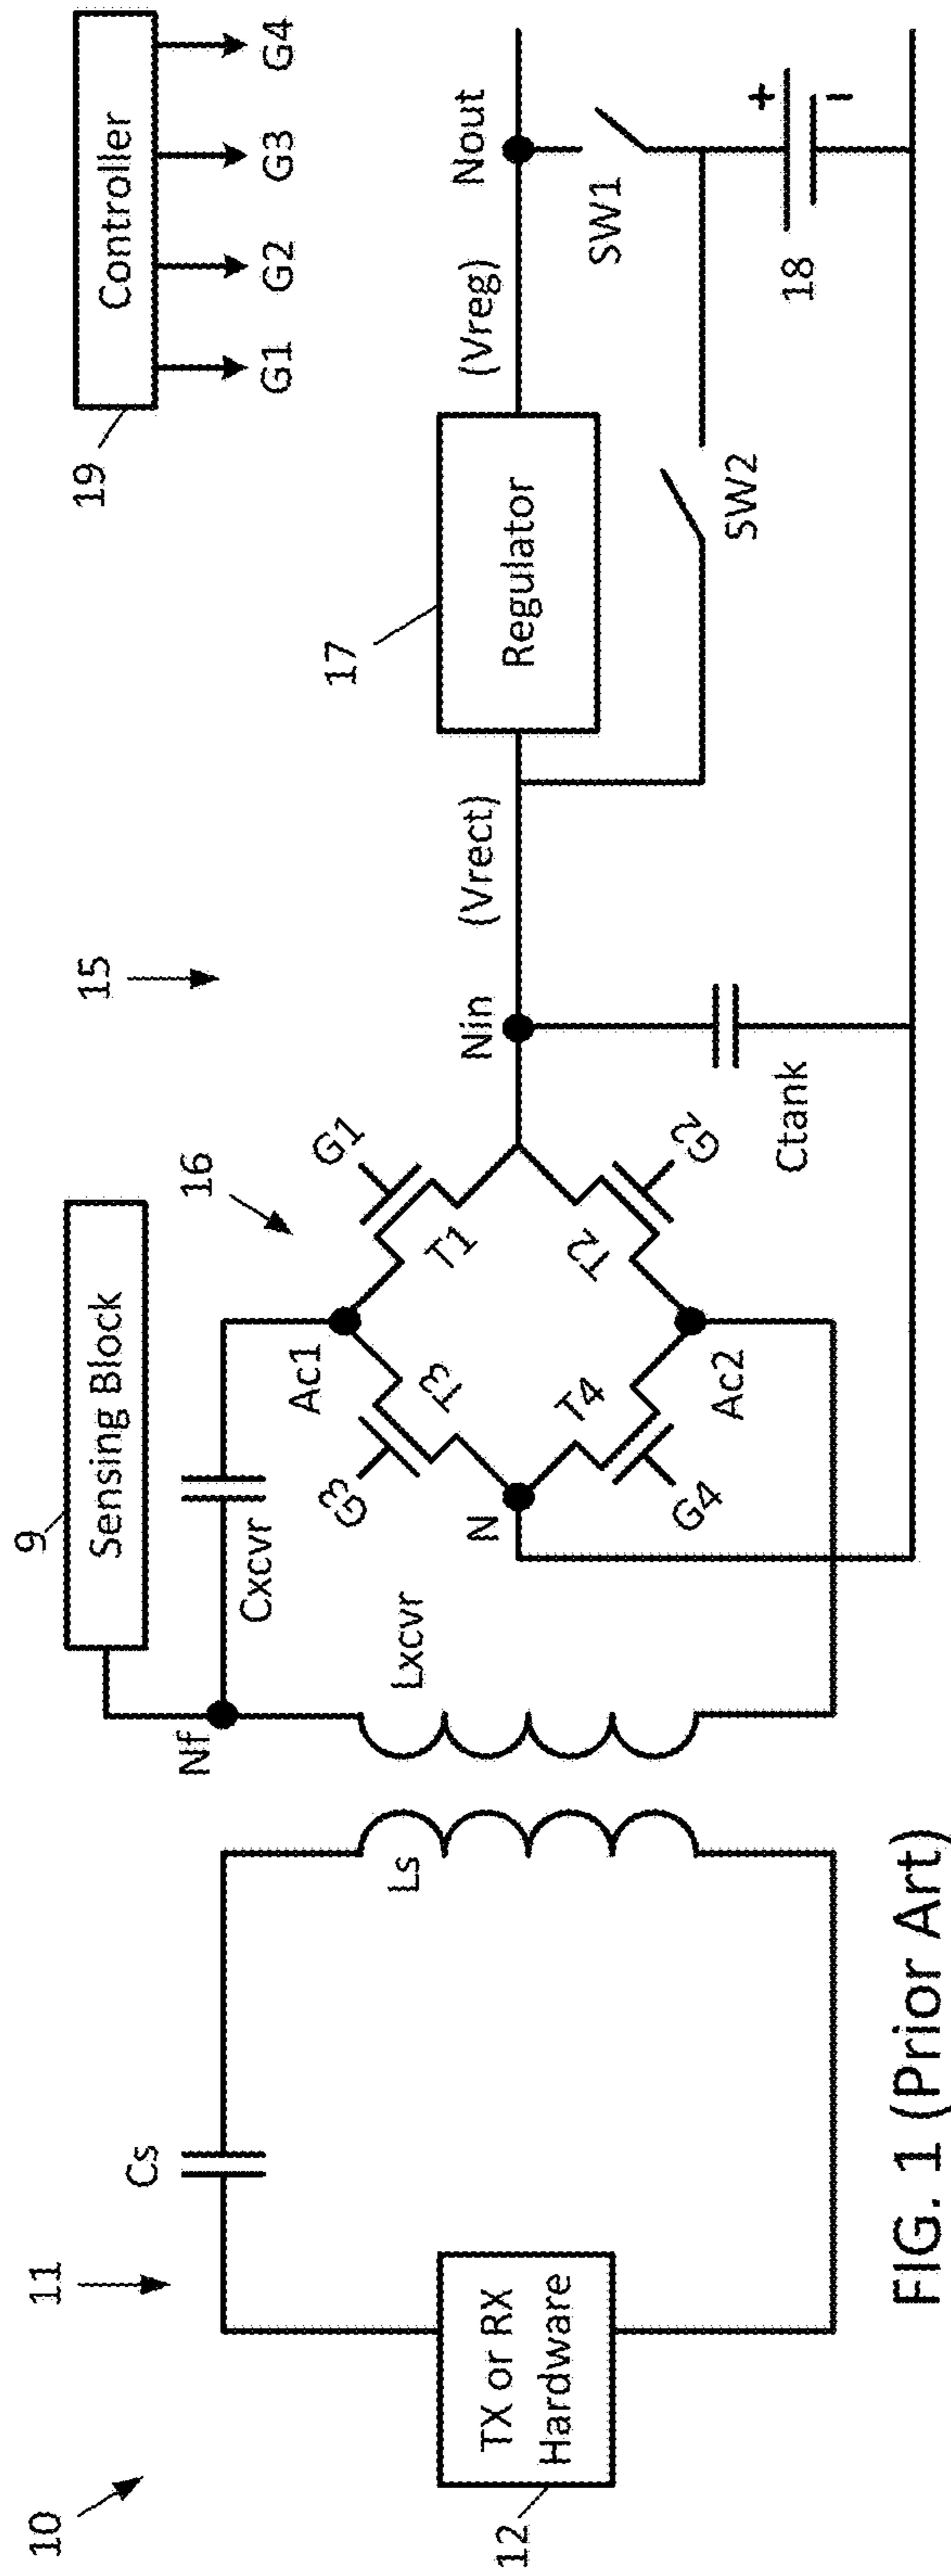 10
11
12
TX or RX
Hardware
Cs
Ls
Nf
9
Sensing Block
Cxcvr
Lxcvr
16
15
Ac1
Ac2
N
G3
T3
G1
T1
G4
T4
G2
T2
Nin
(Vrect)
Ctank
17
Regulator
(Vreg)
Nout
SW1
SW2
18
+
-
19
Controller
G1
G2
G3
G4
FIG. 1 (Prior Art)